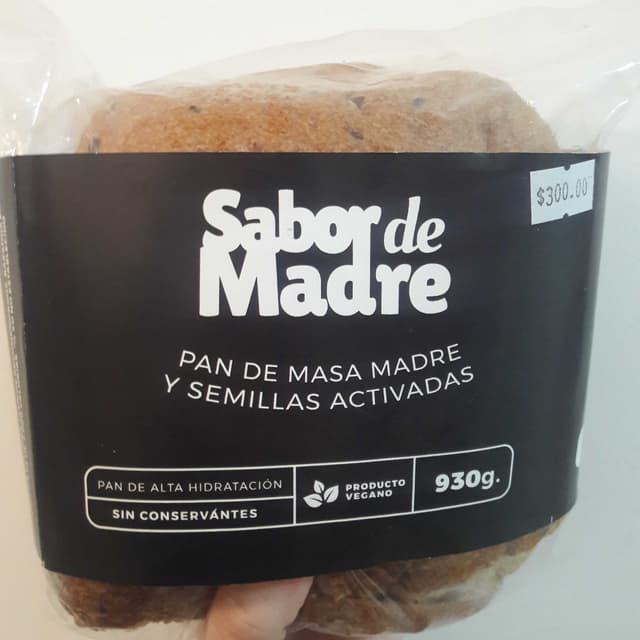 $300.00
Sabor de
Madre
PAN DE MASA MADRE
Y SEMILLAS ACTIVADAS
PAN DE ALTA HIDRATACIÓN
SIN CONSERVÁNTES
PRODUCTO
VEGANO
930g.